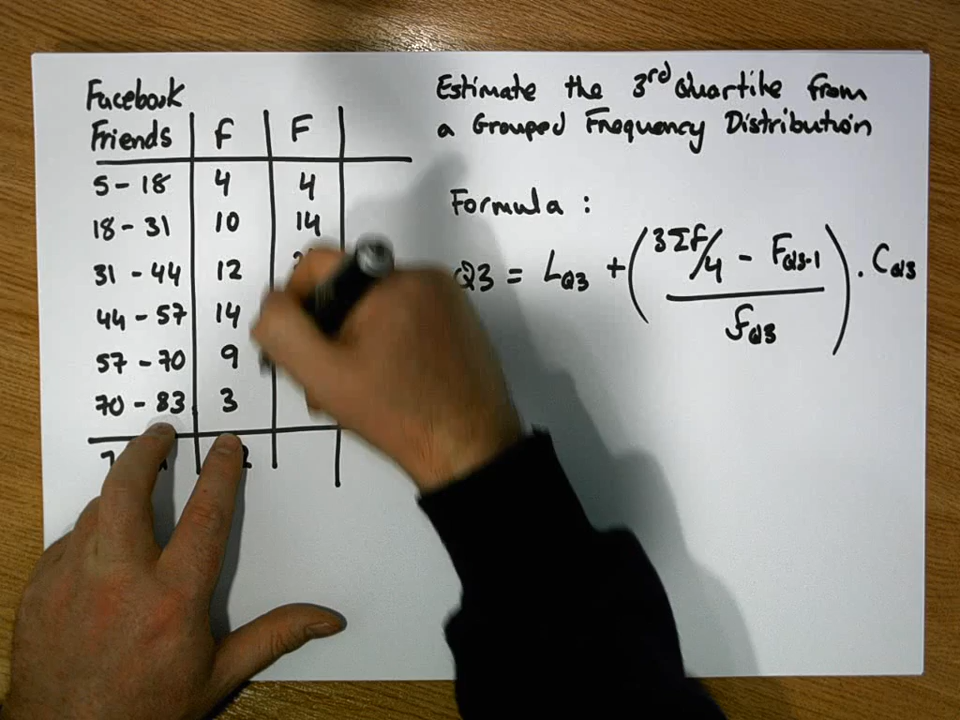 Facebook
Friends f F
5 - 18 4 4
18 - 31 10 14
31 - 44 12
44 - 57 14
57 - 70 9
70 - 83 3
Estimate the 3rd Quartile from
a Grouped Frequency Distribution
Formula :
Q3 = LQ3 + (3Σf/4 - FQ3-1 / fQ3) . CQ3